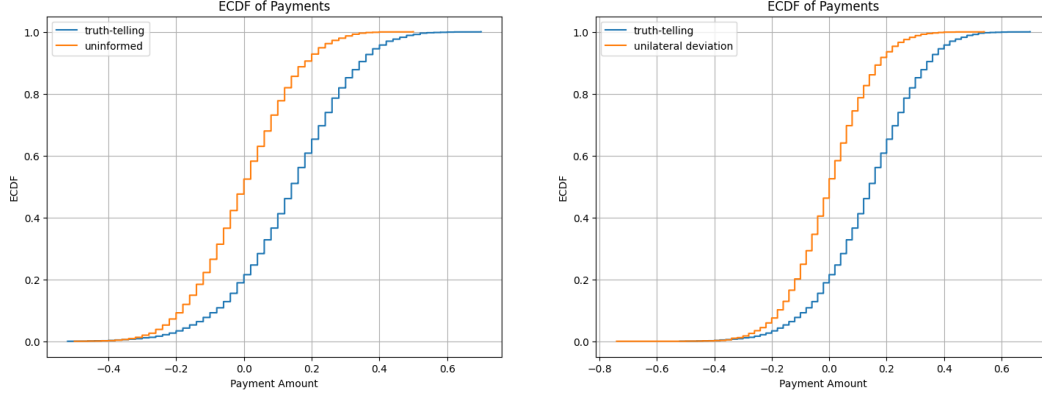 ECDF of Payments
truth-telling
uninformed
1.0
0.8
0.6
0.4
0.2
0.0
ECDF
−0.4 −0.2 0.0 0.2 0.4 0.6
Payment Amount
ECDF of Payments
truth-telling
unilateral deviation
1.0
0.8
0.6
0.4
0.2
0.0
ECDF
−0.8 −0.6 −0.4 −0.2 0.0 0.2 0.4 0.6
Payment Amount